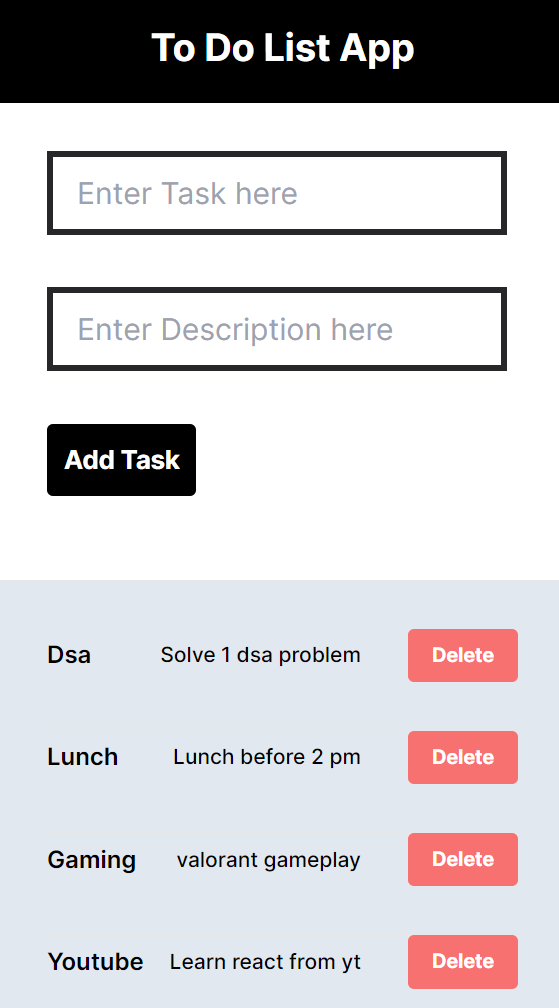 To Do List App
Enter Task here
Enter Description here
Add Task
Dsa Solve 1 dsa problem Delete
Lunch Lunch before 2 pm Delete
Gaming valorant gameplay Delete
Youtube Learn react from yt Delete